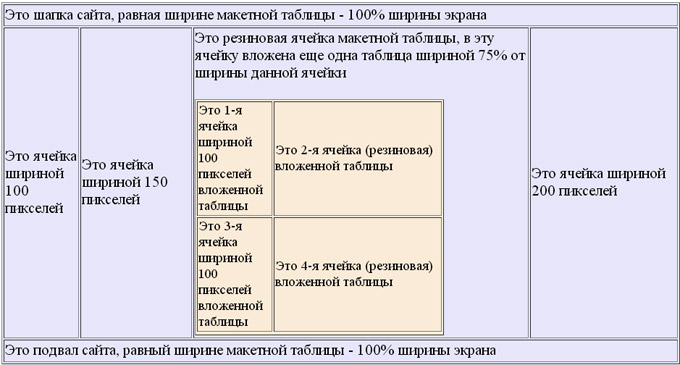 Это шапка сайта, равная ширине макетной таблицы - 100% ширины экрана
Это ячейка
шириной
100
пикселей
Это ячейка
шириной 150
пикселей
Это резиновая ячейка макетной таблицы, в эту
ячейку вложена еще одна таблица шириной 75% от
ширины данной ячейки
Это 1-я
ячейка
шириной
100
пикселей
вложенной
таблицы
Это 2-я ячейка (резиновая)
вложенной таблицы
Это 3-я
ячейка
шириной
100
пикселей
вложенной
таблицы
Это 4-я ячейка (резиновая)
вложенной таблицы
Это ячейка шириной
200 пикселей
Это подвал сайта, равный ширине макетной таблицы - 100% ширины экрана